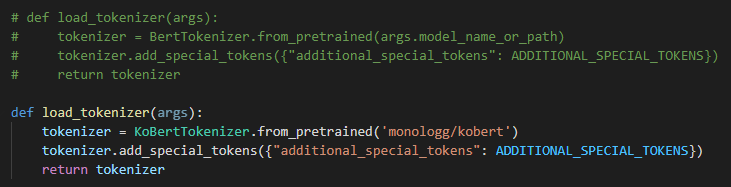 # def load_tokenizer(args):
#     tokenizer = BertTokenizer.from_pretrained(args.model_name_or_path)
#     tokenizer.add_special_tokens({"additional_special_tokens": ADDITIONAL_SPECIAL_TOKENS})
#     return tokenizer

def load_tokenizer(args):
    tokenizer = KoBertTokenizer.from_pretrained('monologg/kobert')
    tokenizer.add_special_tokens({"additional_special_tokens": ADDITIONAL_SPECIAL_TOKENS})
    return tokenizer